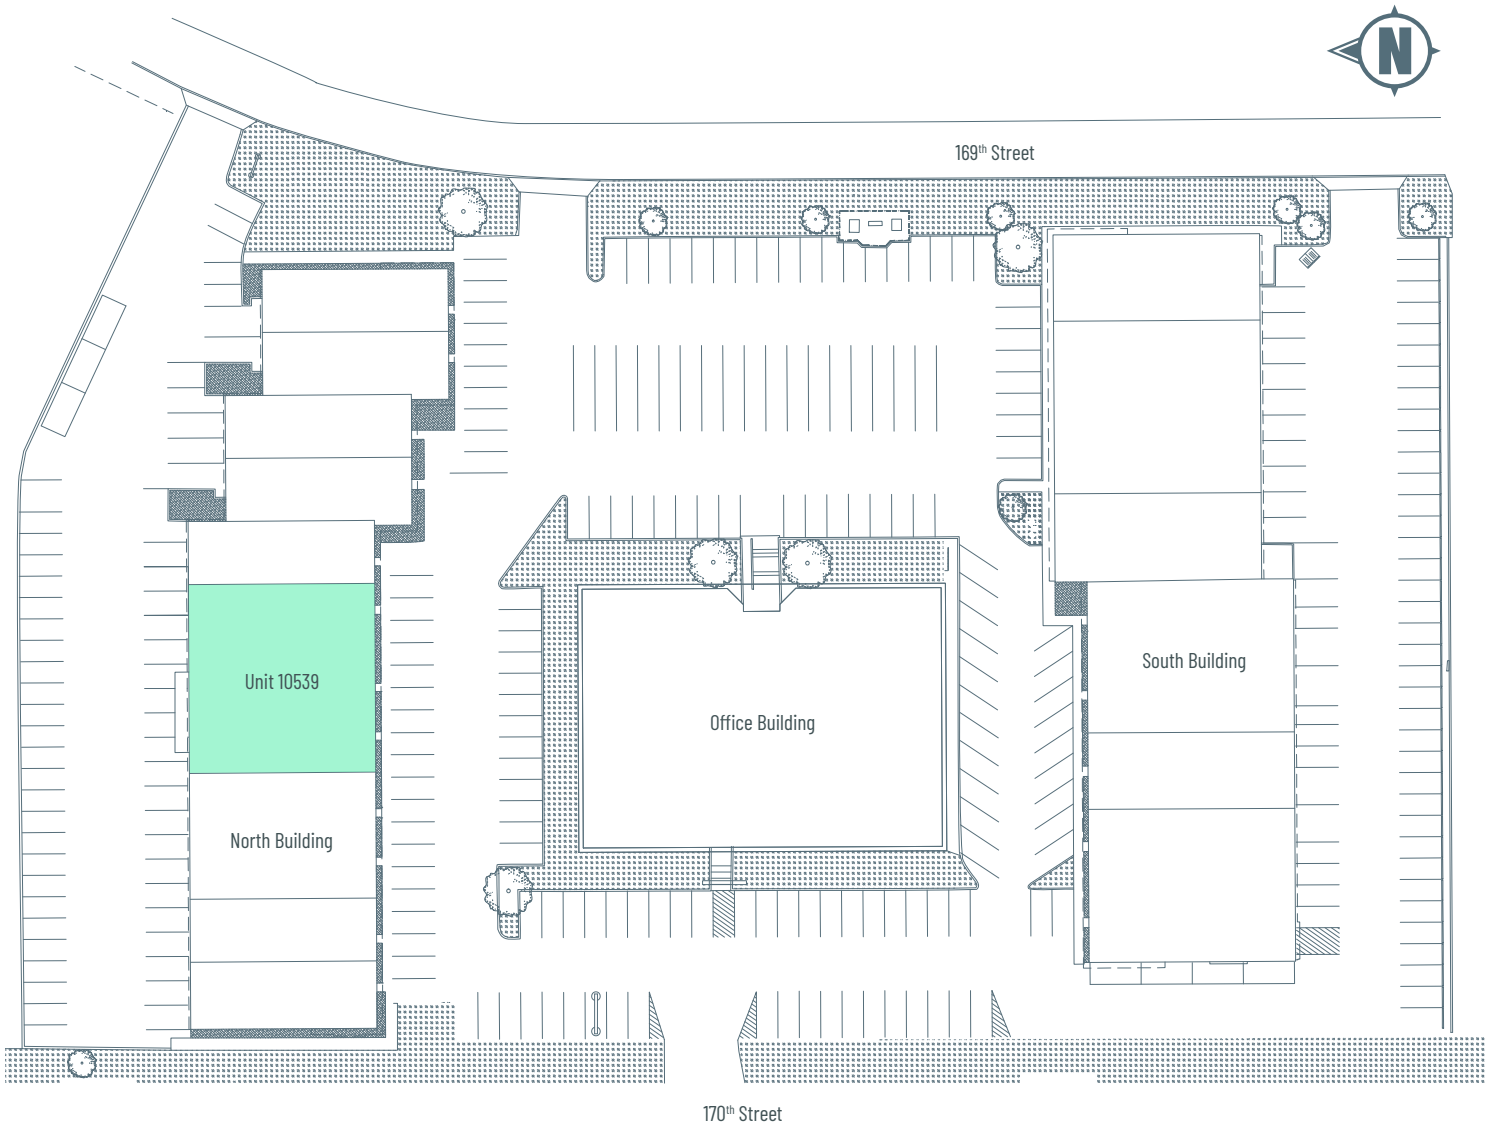 N
169th Street
South Building
Unit 10539
Office Building
North Building
170th Street